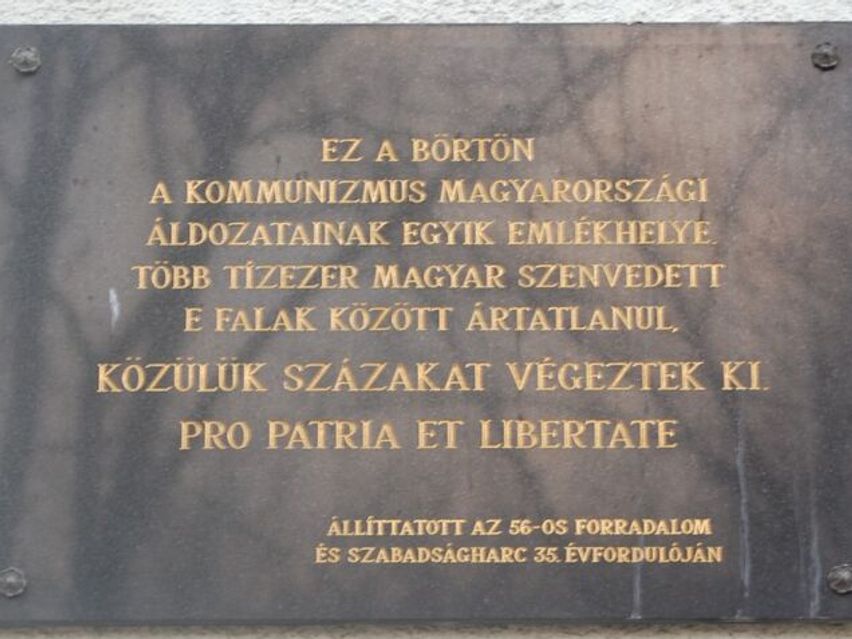 EZ A BÖRTÖN
A KOMMUNIZMUS MAGYARORSZÁGI
ÁLDOZATAINAK EGYIK EMLÉKHELYE.
TÖBB TÍZEZER MAGYAR SZENVEDETT
E FALAK KÖZÖTT ÁRTATLANUL,
KÖZÜLÜK SZÁZAKAT VÉGEZTEK KI.
PRO PATRIA ET LIBERTATE
ÁLLÍTTATOTT AZ 56-OS FORRADALOM
ÉS SZABADSÁGHARC 35. ÉVFORDULÓJÁN